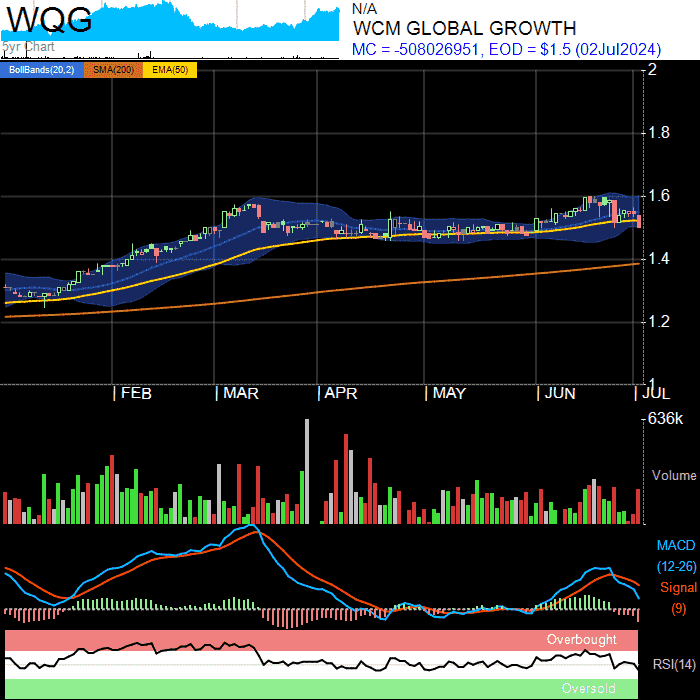 WQG
5yr Chart
N/A
WCM GLOBAL GROWTH
MC = -508026951, EOD = $1.5 (02Jul2024)
BollBands(20,2) SMA(200) EMA(50)
2
1.8
1.6
1.4
1.2
1
FEB MAR APR MAY JUN JUL
636k
Volume
MACD
(12-26)
Signal
(9)
Overbought
RSI(14)
Oversold